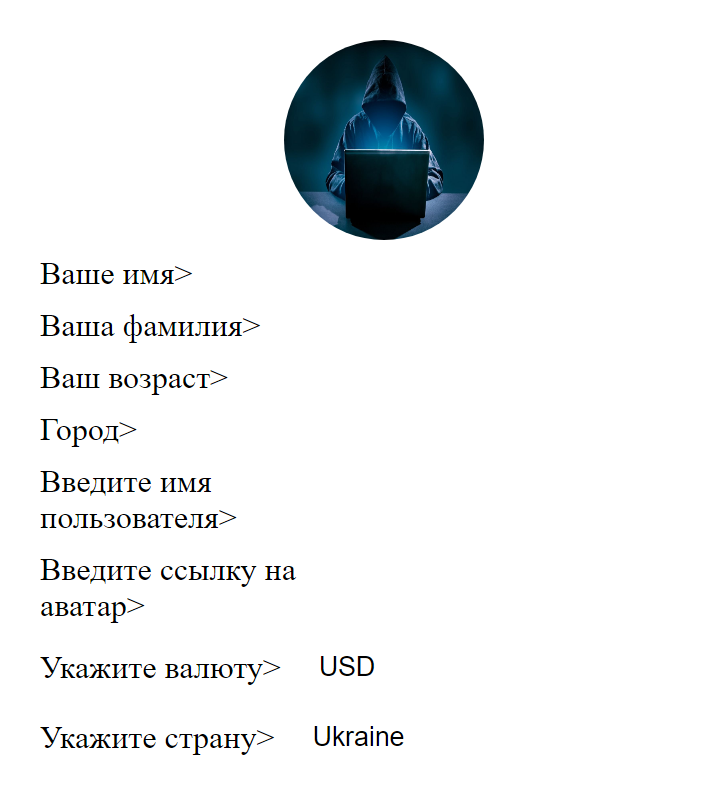 Ваше имя>
Ваша фамилия>
Ваш возраст>
Город>
Введите имя
пользователя>
Введите ссылку на
аватар>
Укажите валюту> USD
Укажите страну> Ukraine